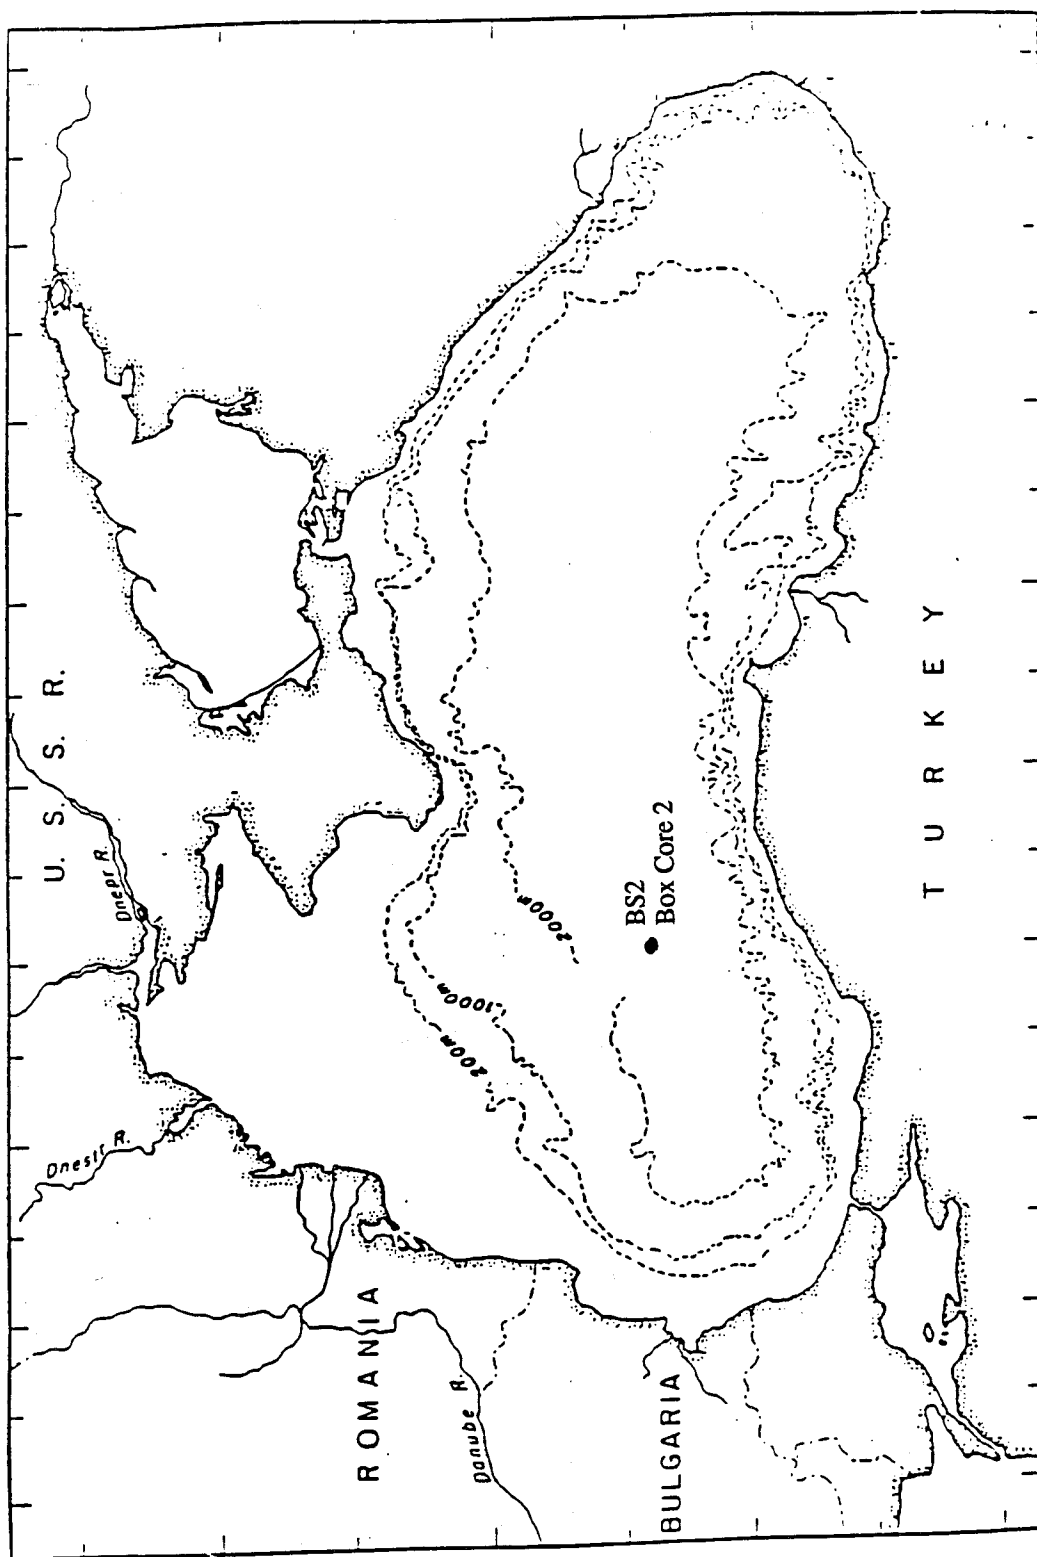 U. S. S. R.
Dnepr R.
Dnestr R.
ROMANIA
Danube R.
BULGARIA
TURKEY
200m
1000m
2000m
BS2
Box Core 2